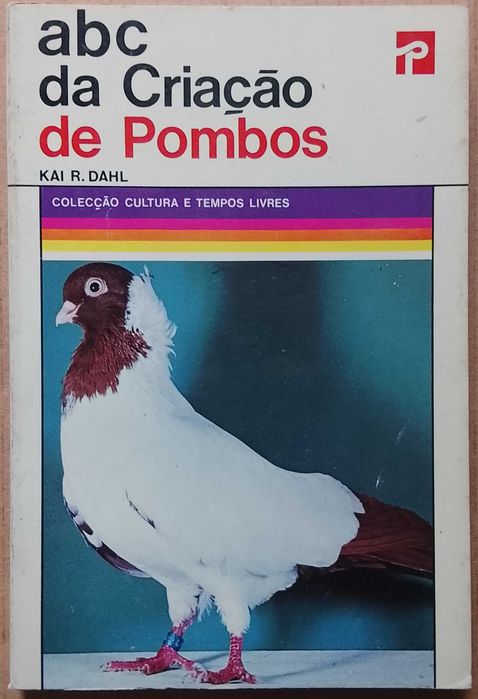 abc
da Criação
de Pombos
KAI R. DAHL
COLECÇÃO CULTURA E TEMPOS LIVRES